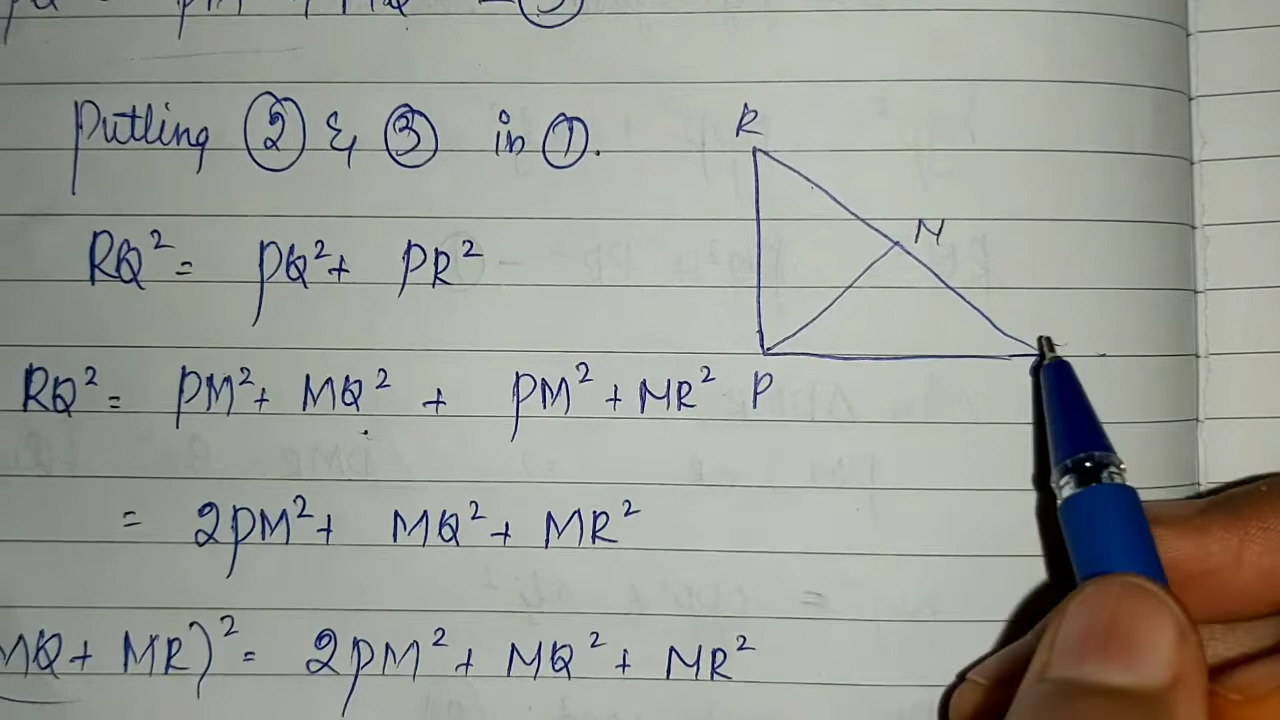 Putting ② & ③ in ①.
R
M
RQ² = PQ² + PR²
RQ² = PM² + MQ² + PM² + MR²
P
= 2PM² + MQ² + MR²
MQ + MR)² = 2PM² + MQ² + MR²